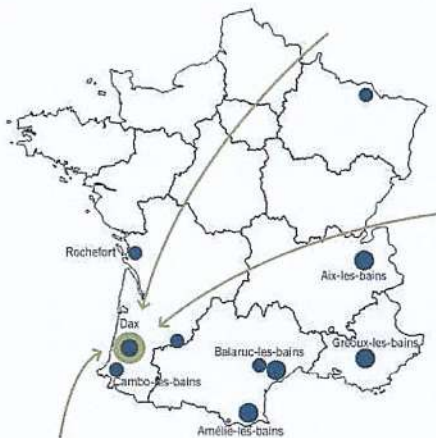 Rochefort
Aix-les-bains
Dax
Balaruc-les-bains
Gréoux-les-bains
Cambo-les-bains
Amélie-les-bains